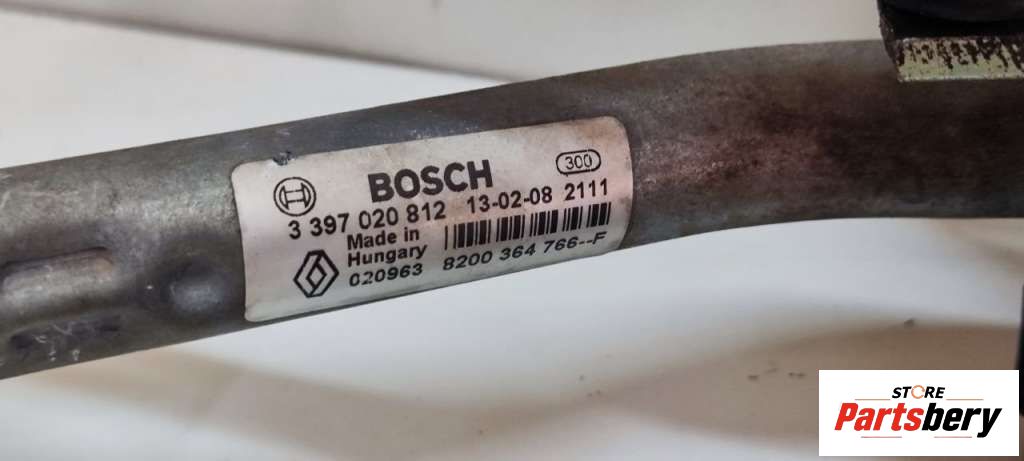 BOSCH 300
3 397 020 812 13-02-08 2111
Made in
Hungary
020963 8200 364 766--F
STORE
Partsbery